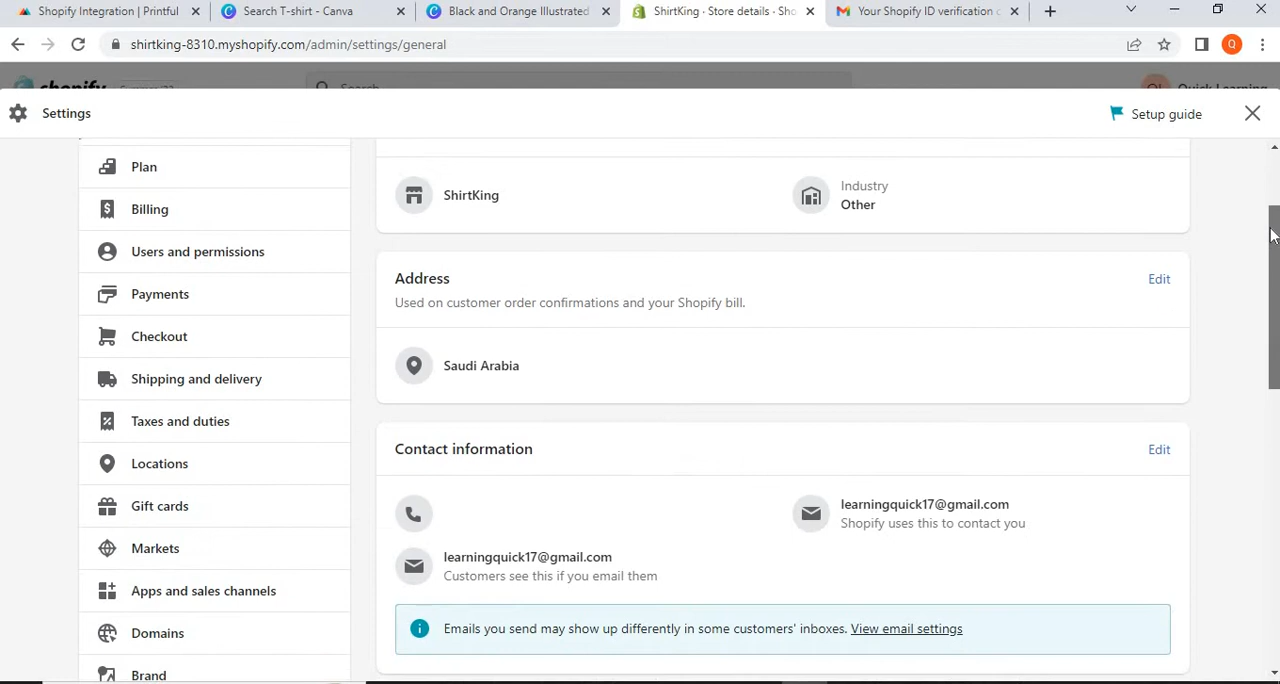 Shopify Integration | Printful
Search T-shirt - Canva
Black and Orange Illustrated
ShirtKing · Store details · Sho
Your Shopify ID verification c
shirtking-8310.myshopify.com/admin/settings/general
Q
shopify
Search
Quick Learning
Settings
Setup guide
Plan
Billing
Users and permissions
Payments
Checkout
Shipping and delivery
Taxes and duties
Locations
Gift cards
Markets
Apps and sales channels
Domains
Brand
ShirtKing
Industry
Other
Address
Edit
Used on customer order confirmations and your Shopify bill.
Saudi Arabia
Contact information
Edit
learningquick17@gmail.com
Shopify uses this to contact you
learningquick17@gmail.com
Customers see this if you email them
Emails you send may show up differently in some customers' inboxes. View email settings